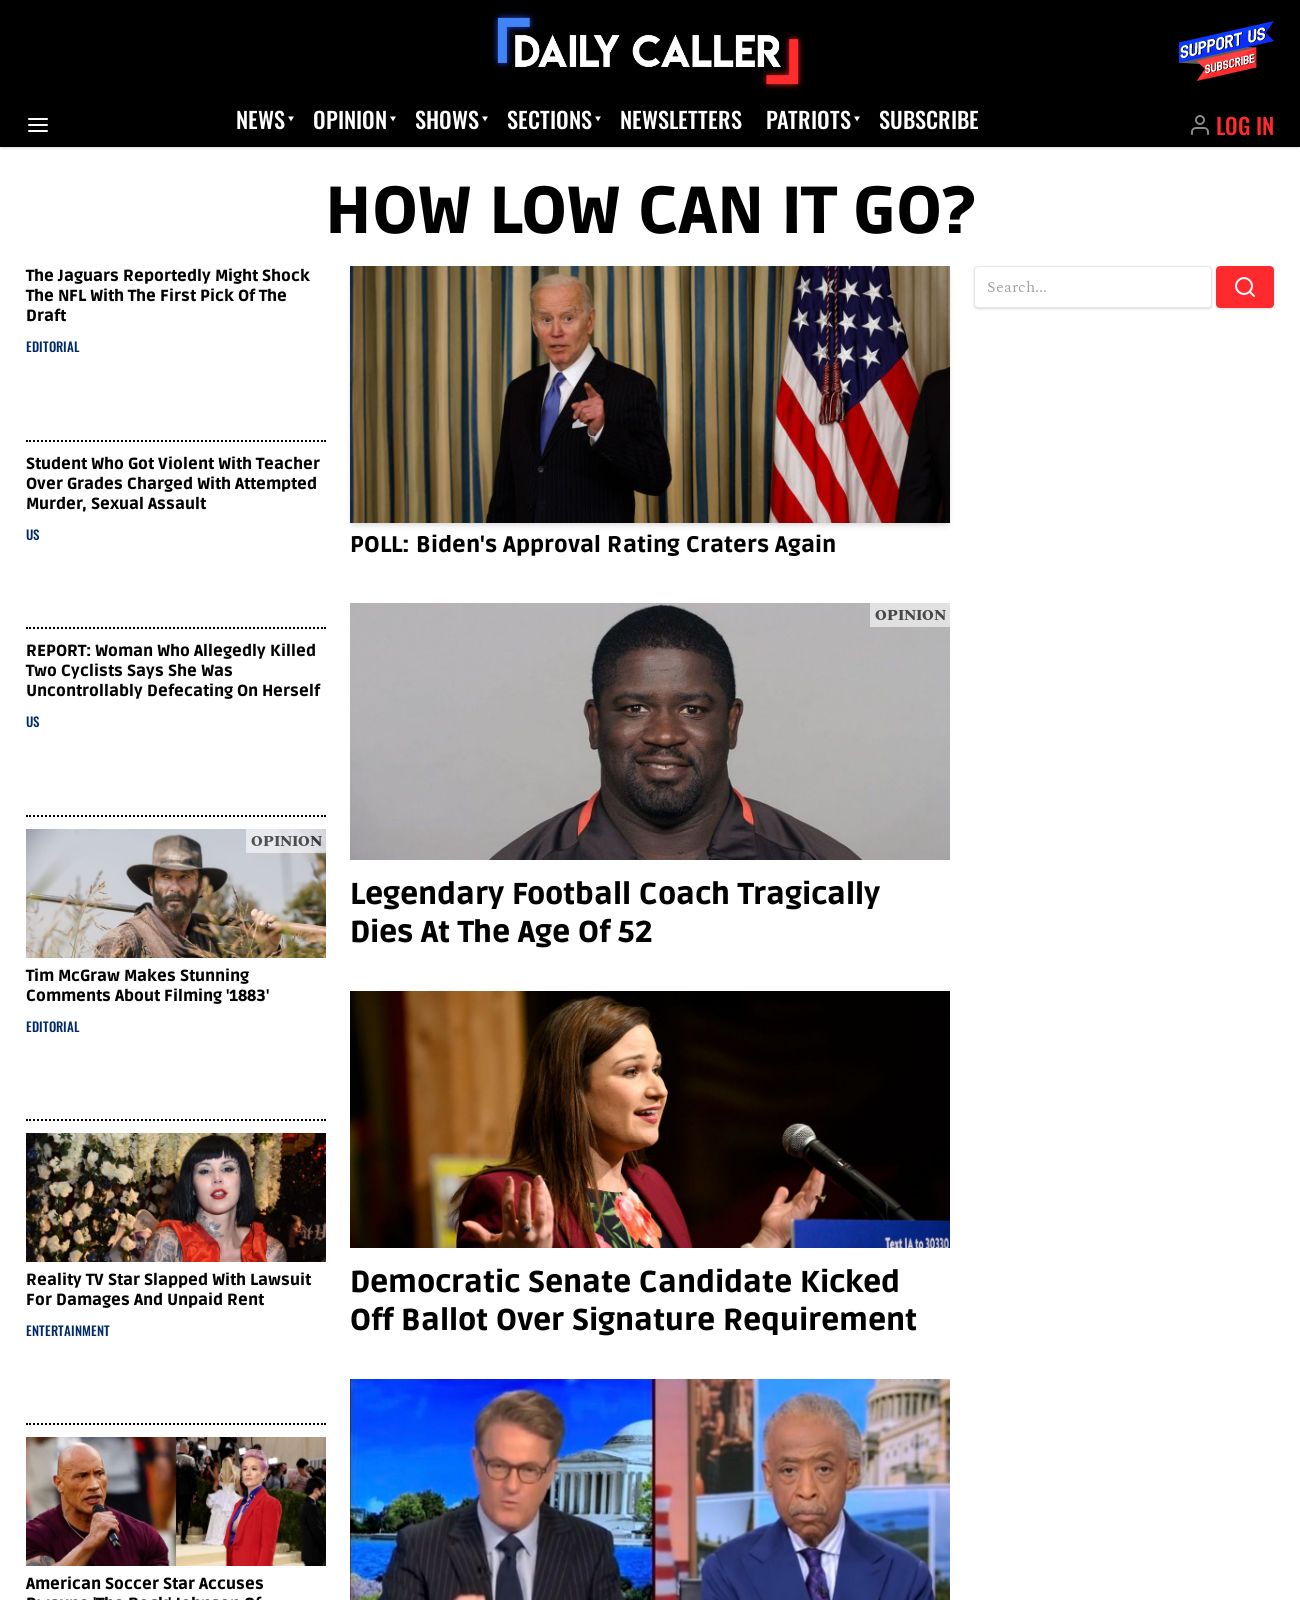 DAILY CALLER
SUPPORT US
SUBSCRIBE
NEWS
OPINION
SHOWS
SECTIONS
NEWSLETTERS
PATRIOTS
SUBSCRIBE
LOG IN
HOW LOW CAN IT GO?
The Jaguars Reportedly Might Shock
The NFL With The First Pick Of The
Draft
EDITORIAL
Student Who Got Violent With Teacher
Over Grades Charged With Attempted
Murder, Sexual Assault
US
REPORT: Woman Who Allegedly Killed
Two Cyclists Says She Was
Uncontrollably Defecating On Herself
US
OPINION
Tim McGraw Makes Stunning
Comments About Filming '1883'
EDITORIAL
Reality TV Star Slapped With Lawsuit
For Damages And Unpaid Rent
ENTERTAINMENT
American Soccer Star Accuses
POLL: Biden's Approval Rating Craters Again
OPINION
Legendary Football Coach Tragically
Dies At The Age Of 52
Text IA to 30330
Democratic Senate Candidate Kicked
Off Ballot Over Signature Requirement
Search...